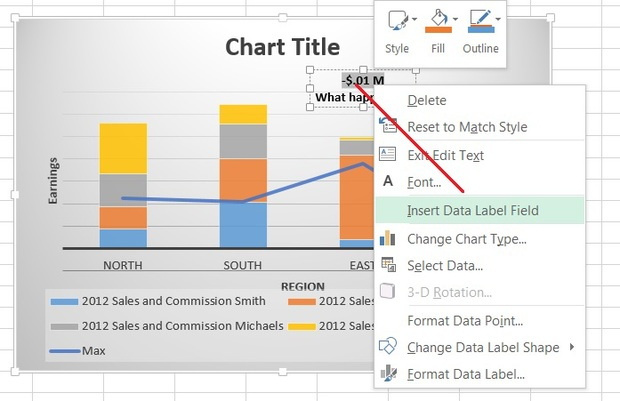 Style Fill Outline
Chart Title
-$.01 M
What
Delete
Reset to Match Style
Exit Edit Text
A Font...
Insert Data Label Field
Change Chart Type...
Select Data...
3-D Rotation...
Format Data Point...
Change Data Label Shape
Format Data Label...
Earnings
NORTH SOUTH EAST
REGION
2012 Sales and Commission Smith 2012 Sales
2012 Sales and Commission Michaels 2012 Sales
Max